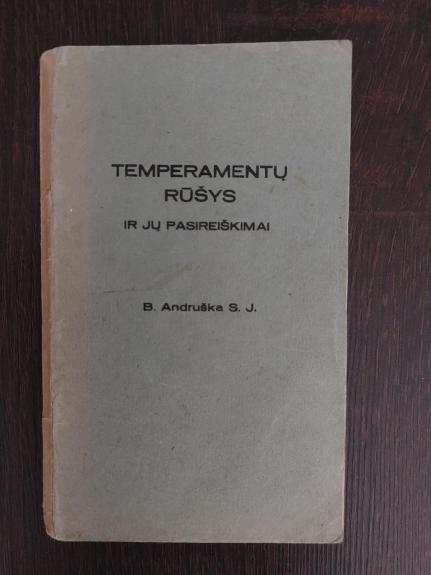 TEMPERAMENTŲ
RŪŠYS
IR JŲ PASIREIŠKIMAI
B. Andruška S. J.